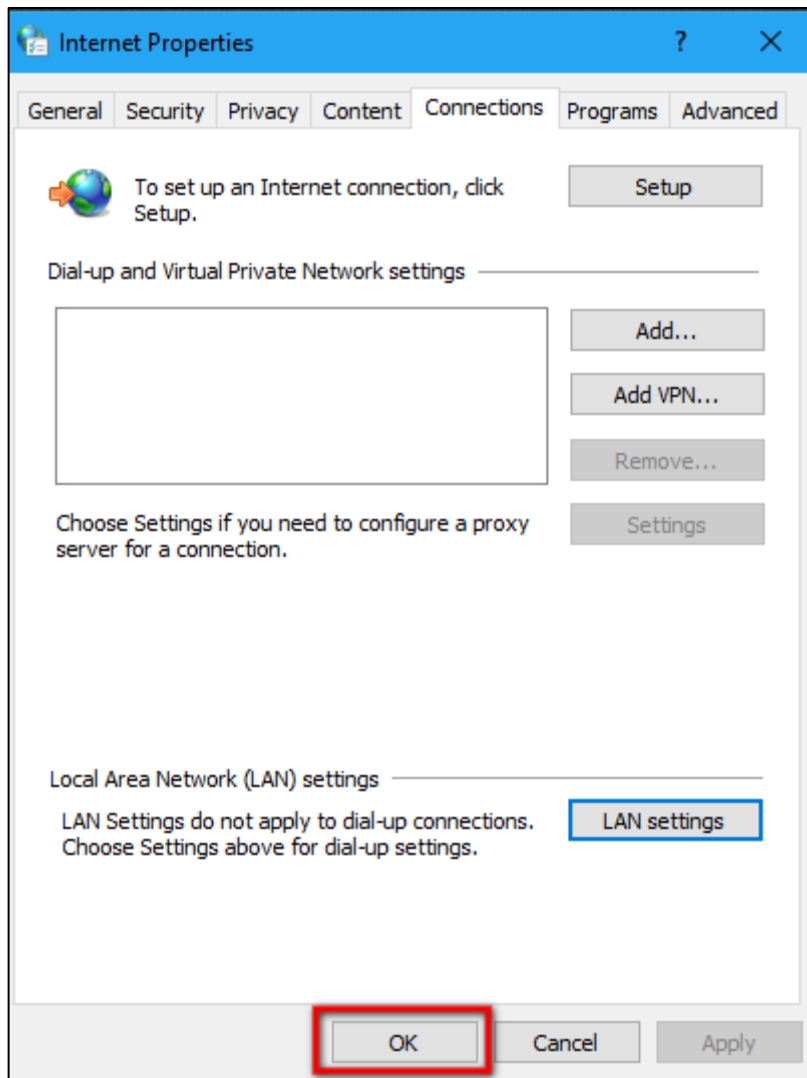 Internet Properties ?
General Security Privacy Content Connections Programs Advanced
To set up an Internet connection, click
Setup.
Setup
Dial-up and Virtual Private Network settings
Add...
Add VPN...
Remove...
Choose Settings if you need to configure a proxy
server for a connection.
Settings
Local Area Network (LAN) settings
LAN Settings do not apply to dial-up connections.
Choose Settings above for dial-up settings.
LAN settings
OK Cancel Apply